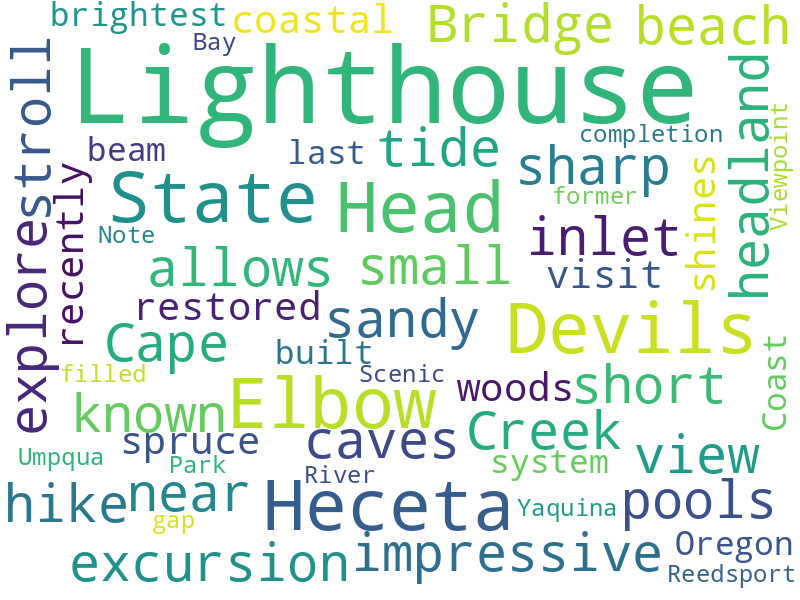 brightest
coastal
Bridge
beach
Bay
Lighthouse
stroll
headland
Viewpoint
beam
last
tide
completion
sharp
former
shines
State
Head
recently
Note
inlet
allows
small
visit
explore
restored
sandy
Devils
Cape
built
Coast
filled
Scenic
woods
short
known
Elbow
spruce
caves
Creek
view
Umpqua
Park
River
system
hike
near
gap
Heceta
Yaquina
pools
excursion
impressive
Oregon
Reedsport